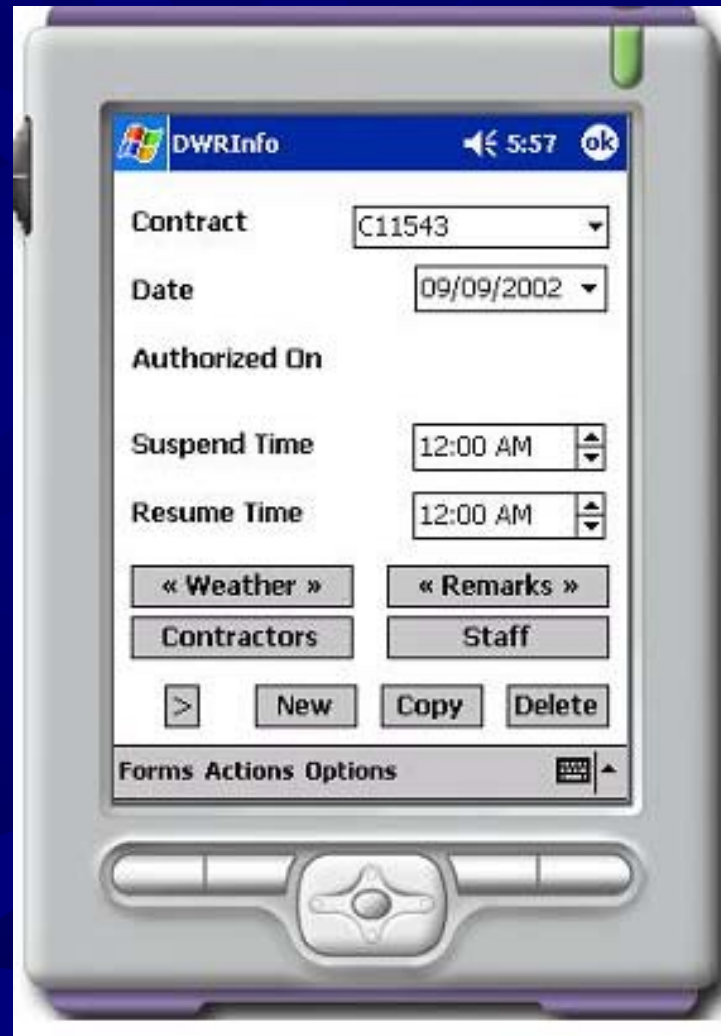 DWRInfo 5:57 ok
Contract C11543
Date 09/09/2002
Authorized On
Suspend Time 12:00 AM
Resume Time 12:00 AM
« Weather » « Remarks »
Contractors Staff
> New Copy Delete
Forms Actions Options